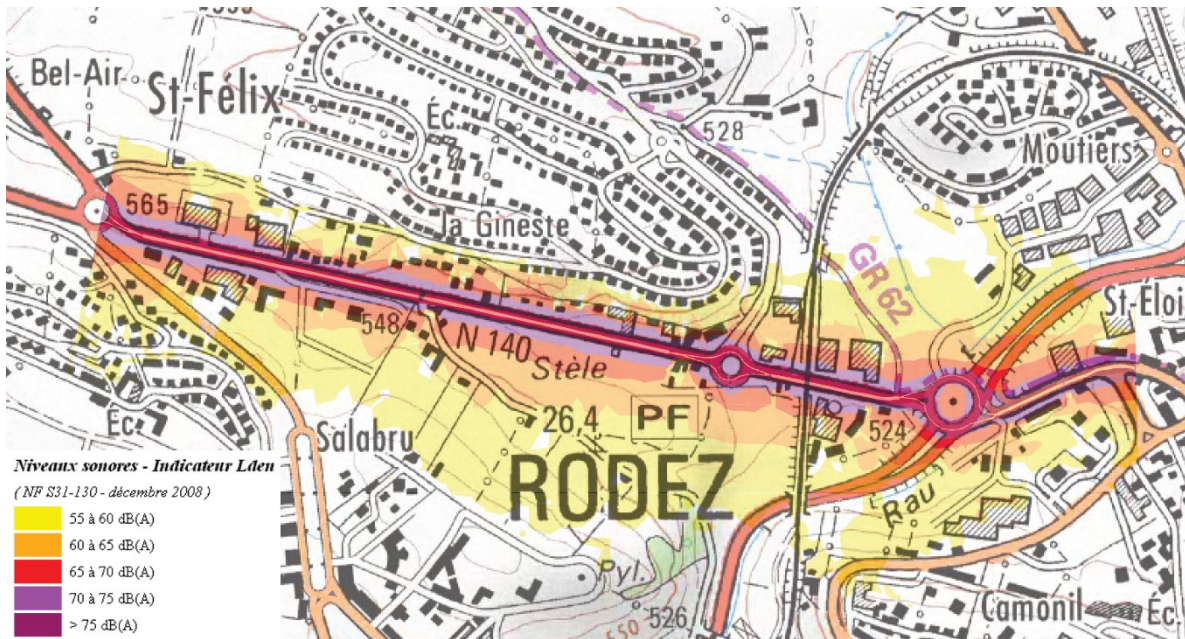 Bel-Air
St-Félix
Éc.
528
Moutiers
565
la Gineste
GR 62
St-Éloi
548
N 140
Stèle
26,4
PF
524
Éc.
Salabru
RODEZ
Rau
Pyl.
526
550
Camonil
Éc.
Niveaux sonores - Indicateur Lden
( NF S31-130 - décembre 2008 )
55 à 60 dB(A)
60 à 65 dB(A)
65 à 70 dB(A)
70 à 75 dB(A)
> 75 dB(A)